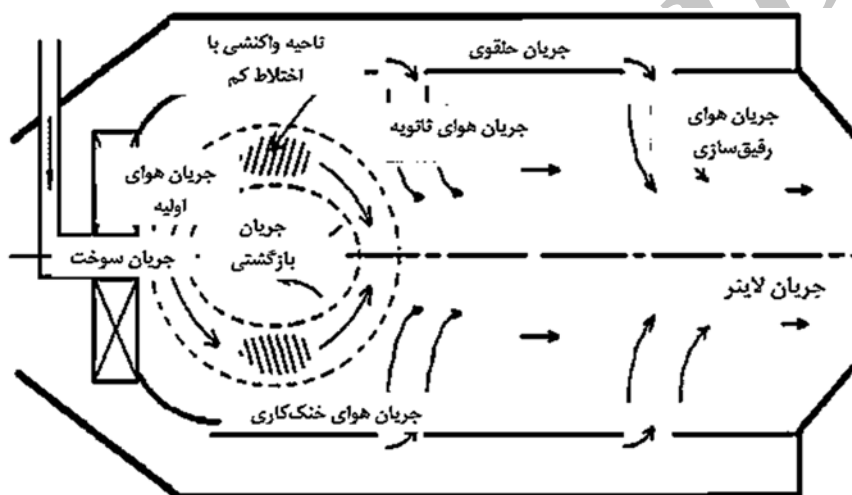 ناحیه واکنشی با
اختلاط کم
جریان حلقوی
جریان هوای ثانویه
جریان هوای
رقیق‌سازی
جریان هوای
اولیه
جریان
بازگشتی
جریان سوخت
جریان لاینر
جریان هوای خنک‌کاری